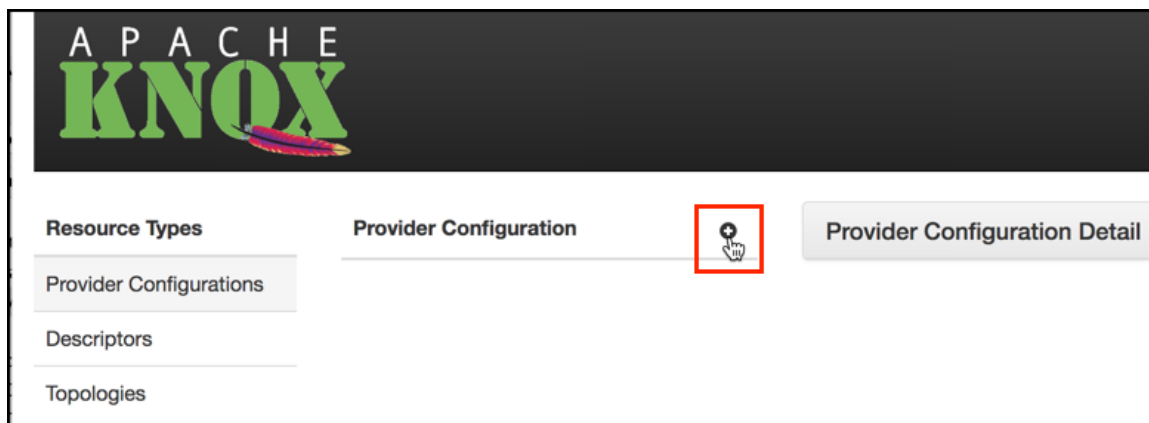 APACHE
KNOX
Resource Types
Provider Configuration
Provider Configuration Detail
Provider Configurations
Descriptors
Topologies